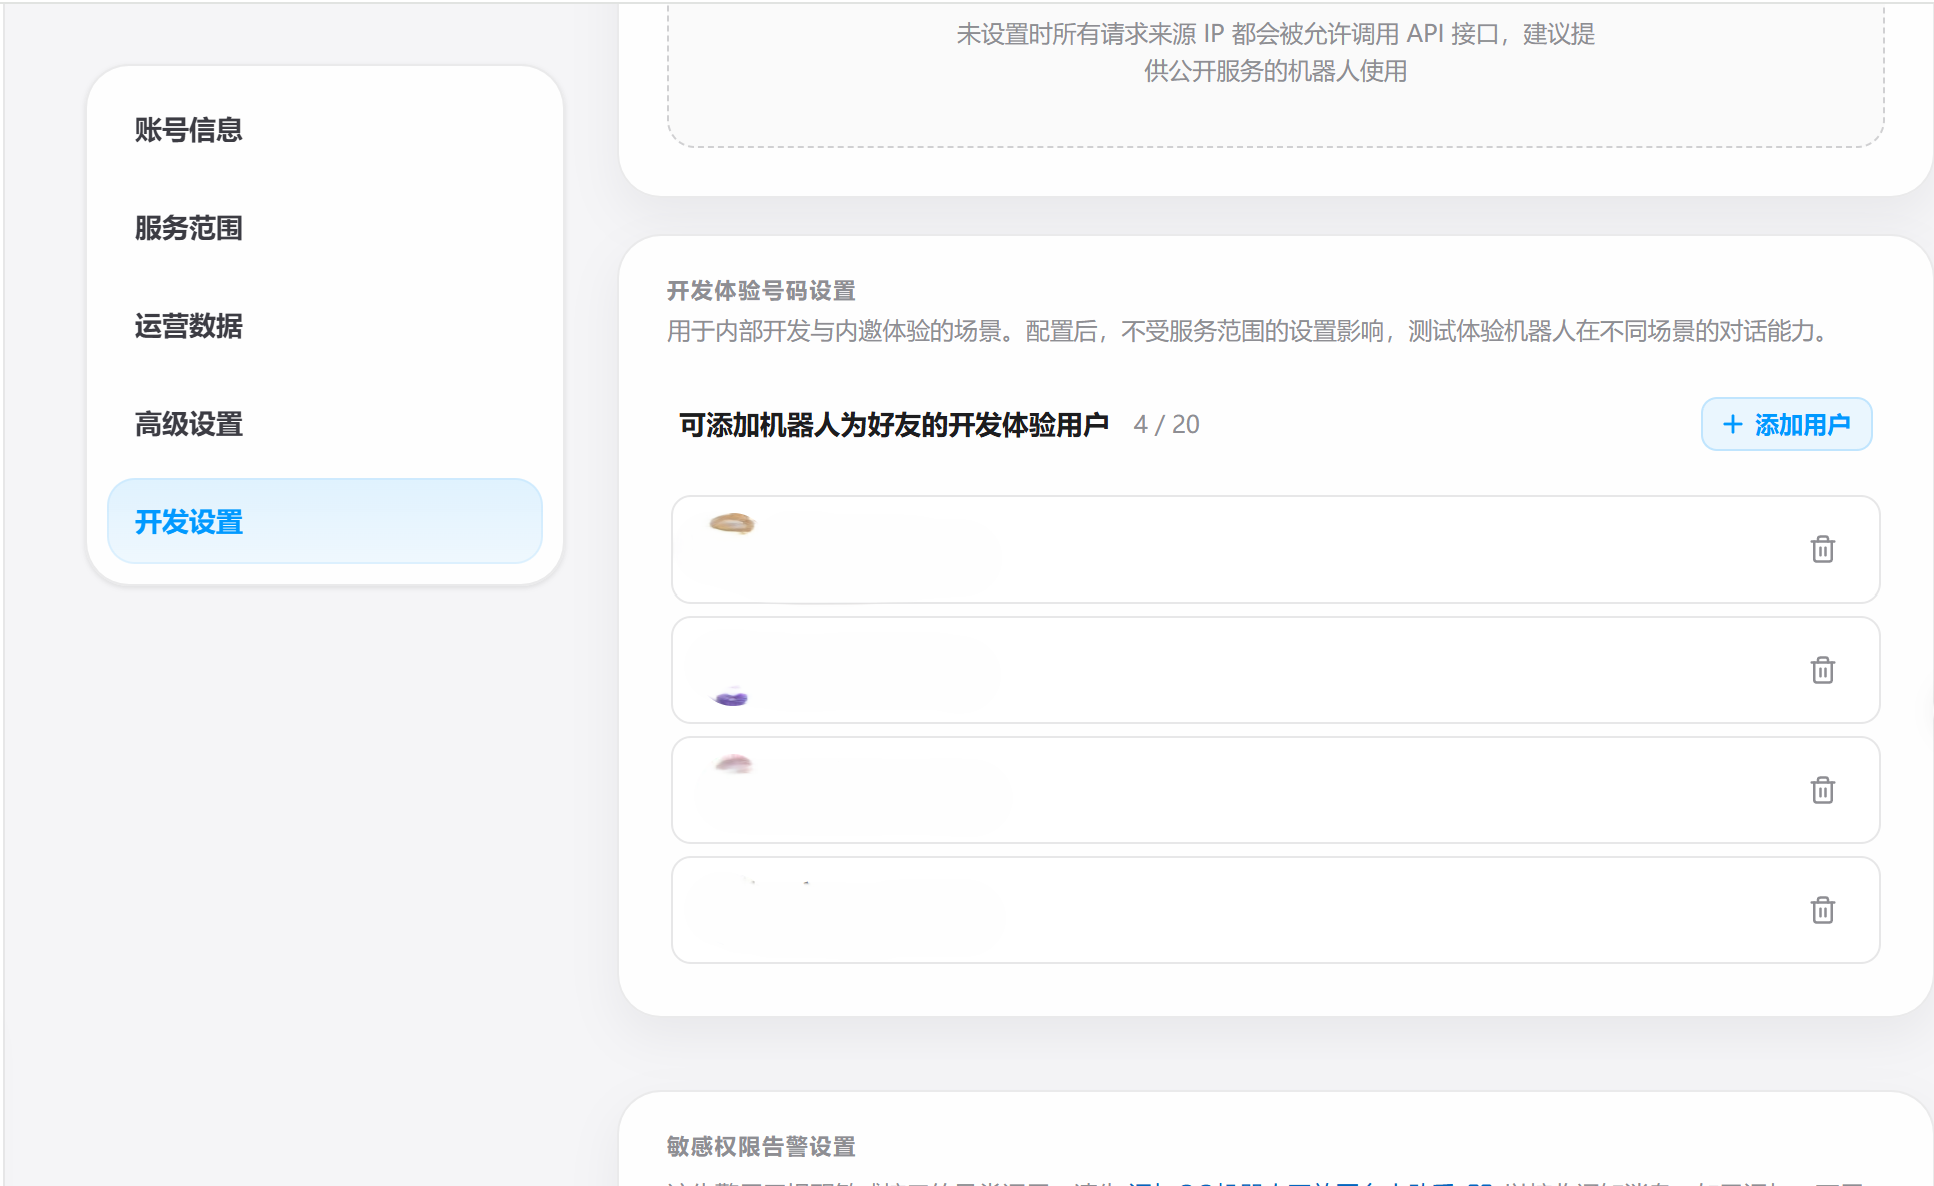 未设置时所有请求来源 IP 都会被允许调用 API 接口，建议提
供公开服务的机器人使用
账号信息
服务范围
运营数据
高级设置
开发设置
开发体验号码设置
用于内部开发与内邀体验的场景。配置后，不受服务范围的设置影响，测试体验机器人在不同场景的对话能力。
可添加机器人为好友的开发体验用户 4 / 20
+ 添加用户
敏感权限告警设置